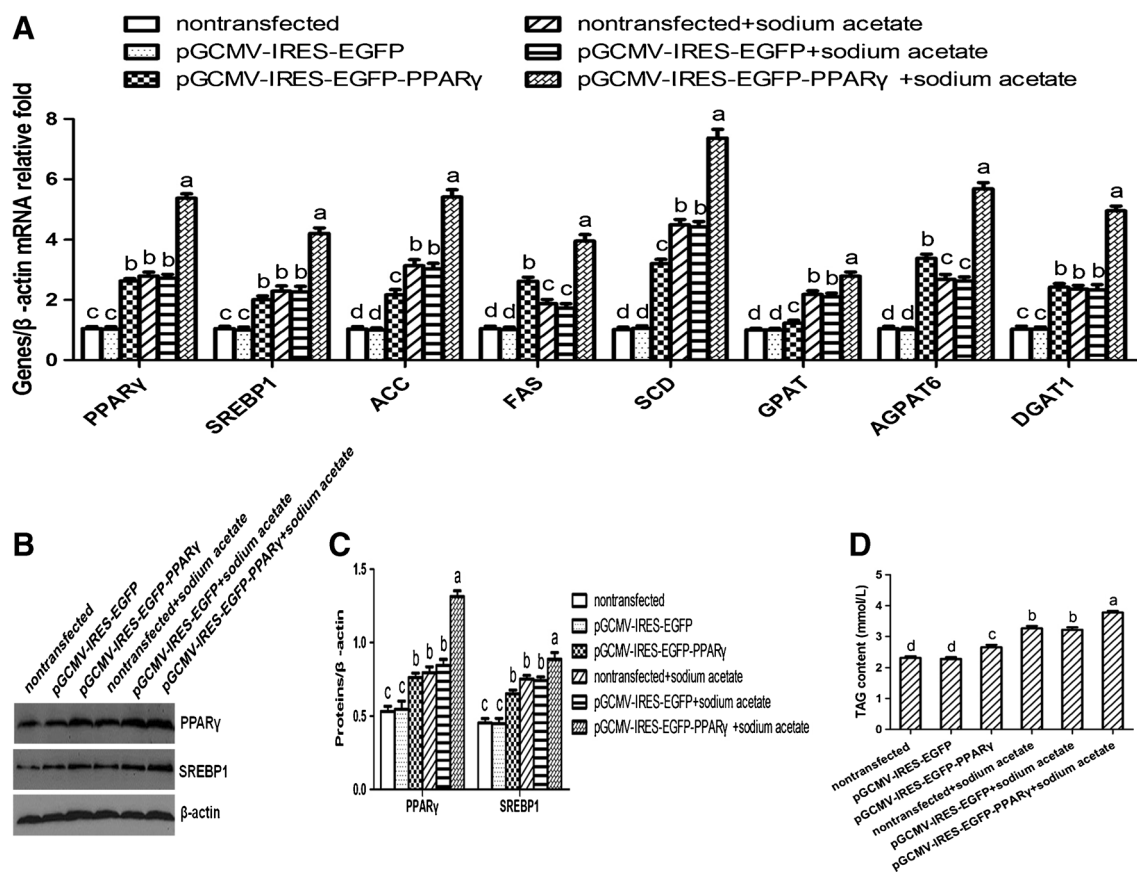 A
nontransfected
pGCMV-IRES-EGFP
pGCMV-IRES-EGFP-PPARγ
nontransfected+sodium acetate
pGCMV-IRES-EGFP+sodium acetate
pGCMV-IRES-EGFP-PPARγ +sodium acetate
Genes/β -actin mRNA relative fold
8
6
4
2
0
c c b b b a
c c b b b a
d d c b b a
d d b c c a
d d c b b a
d d c b b a
d d b c c a
c c b b b a
PPARγ
SREBP1
ACC
FAS
SCD
GPAT
AGPAT6
DGAT1
B
nontransfected
pGCMV-IRES-EGFP
pGCMV-IRES-EGFP-PPARγ
nontransfected+sodium acetate
pGCMV-IRES-EGFP+sodium acetate
pGCMV-IRES-EGFP-PPARγ+sodium acetate
PPARγ
SREBP1
β-actin
C
Proteins/β -actin
1.5
1.0
0.5
0.0
c c b b b a
c c b b b a
PPARγ
SREBP1
nontransfected
pGCMV-IRES-EGFP
pGCMV-IRES-EGFP-PPARγ
nontransfected+sodium acetate
pGCMV-IRES-EGFP+sodium acetate
pGCMV-IRES-EGFP-PPARγ +sodium acetate
D
TAG content (mmol/L)
5
4
3
2
1
0
d d c b b a
nontransfected
pGCMV-IRES-EGFP
pGCMV-IRES-EGFP-PPARγ
nontransfected+sodium acetate
pGCMV-IRES-EGFP+sodium acetate
pGCMV-IRES-EGFP-PPARγ+sodium acetate